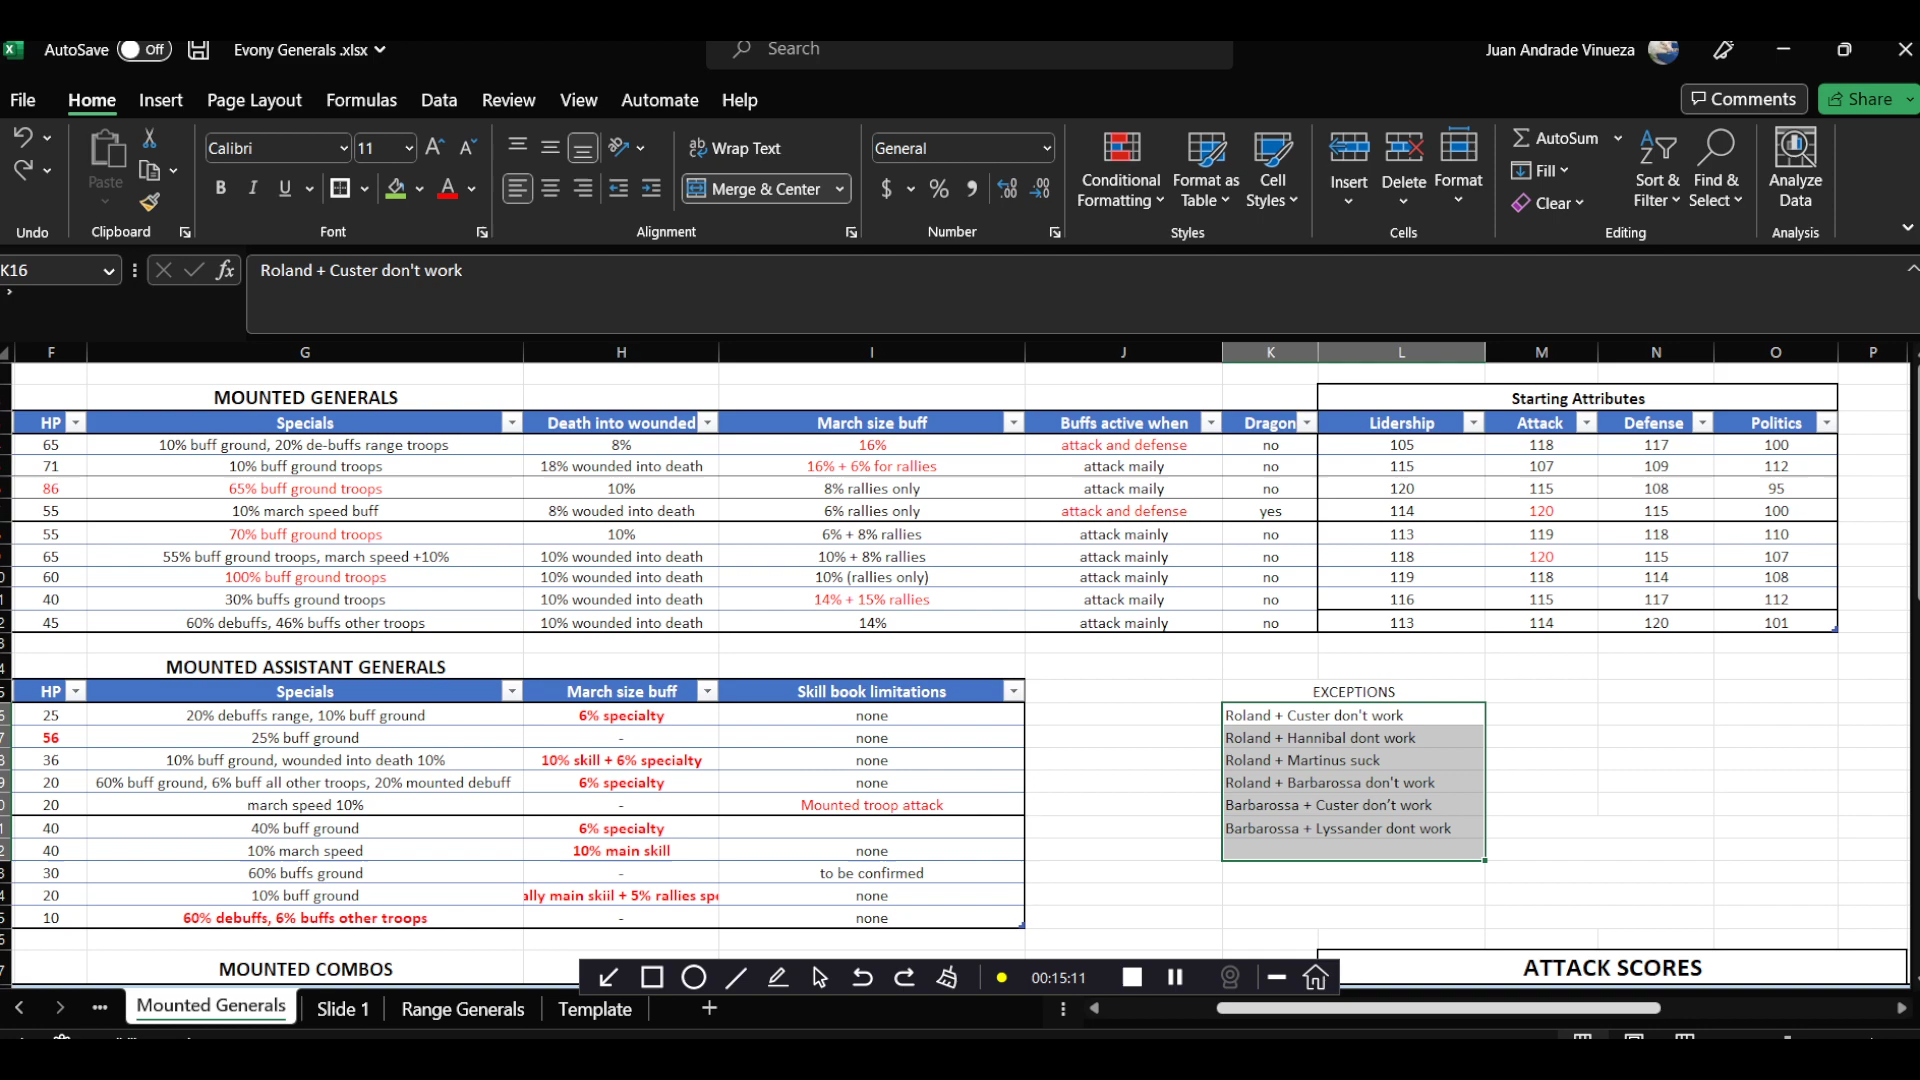 AutoSave Off Evony Generals .xlsx Search Juan Andrade Vinueza
File Home Insert Page Layout Formulas Data Review View Automate Help Comments Share
Paste Calibri 11 B I U A Wrap Text Merge & Center General $ % Conditional Formatting Format as Table Cell Styles Insert Delete Format AutoSum Fill Clear Sort & Filter Find & Select Analyze Data
Undo Clipboard Font Alignment Number Styles Cells Editing Analysis
K16 fx Roland + Custer don't work
F G H I J K L M N O P
MOUNTED GENERALS Starting Attributes
HP Specials Death into wounded March size buff Buffs active when Dragon Lidership Attack Defense Politics
65 10% buff ground, 20% de-buffs range troops 8% 16% attack and defense no 105 118 117 100
71 10% buff ground troops 18% wounded into death 16% + 6% for rallies attack maily no 115 107 109 112
86 65% buff ground troops 10% 8% rallies only attack maily no 120 115 108 95
55 10% march speed buff 8% wouded into death 6% rallies only attack and defense yes 114 120 115 100
55 70% buff ground troops 10% 6% + 8% rallies attack mainly no 113 119 118 110
65 55% buff ground troops, march speed +10% 10% wounded into death 10% + 8% rallies attack mainly no 118 120 115 107
60 100% buff ground troops 10% wounded into death 10% (rallies only) attack mainly no 119 118 114 108
40 30% buffs ground troops 10% wounded into death 14% + 15% rallies attack maily no 116 115 117 112
45 60% debuffs, 46% buffs other troops 10% wounded into death 14% attack mainly no 113 114 120 101
MOUNTED ASSISTANT GENERALS
HP Specials March size buff Skill book limitations EXCEPTIONS
25 20% debuffs range, 10% buff ground 6% specialty none Roland + Custer don't work
56 25% buff ground - none Roland + Hannibal dont work
36 10% buff ground, wounded into death 10% 10% skill + 6% specialty none Roland + Martinus suck
20 60% buff ground, 6% buff all other troops, 20% mounted debuff 6% specialty none Roland + Barbarossa don't work
20 march speed 10% - Mounted troop attack Barbarossa + Custer don't work
40 40% buff ground 6% specialty Barbarossa + Lyssander dont work
40 10% march speed 10% main skill none
30 60% buffs ground - to be confirmed
20 10% buff ground ally main skiil + 5% rallies spe none
10 60% debuffs, 6% buffs other troops - none
MOUNTED COMBOS ATTACK SCORES
00:15:11
Mounted Generals Slide 1 Range Generals Template